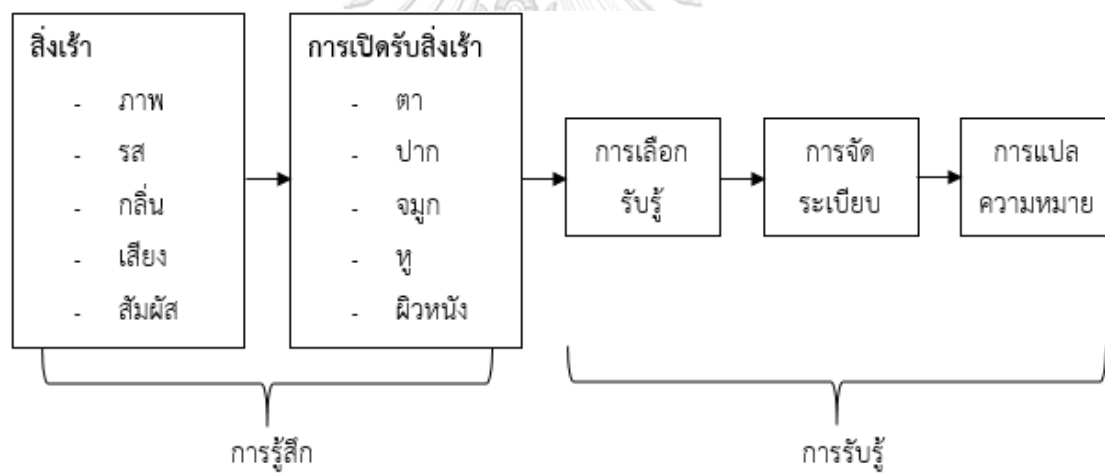 สิ่งเร้า
- ภาพ
- รส
- กลิ่น
- เสียง
- สัมผัส
การเปิดรับสิ่งเร้า
- ตา
- ปาก
- จมูก
- หู
- ผิวหนัง
การเลือก
รับรู้
การจัด
ระเบียบ
การแปล
ความหมาย
การรู้สึก
การรับรู้